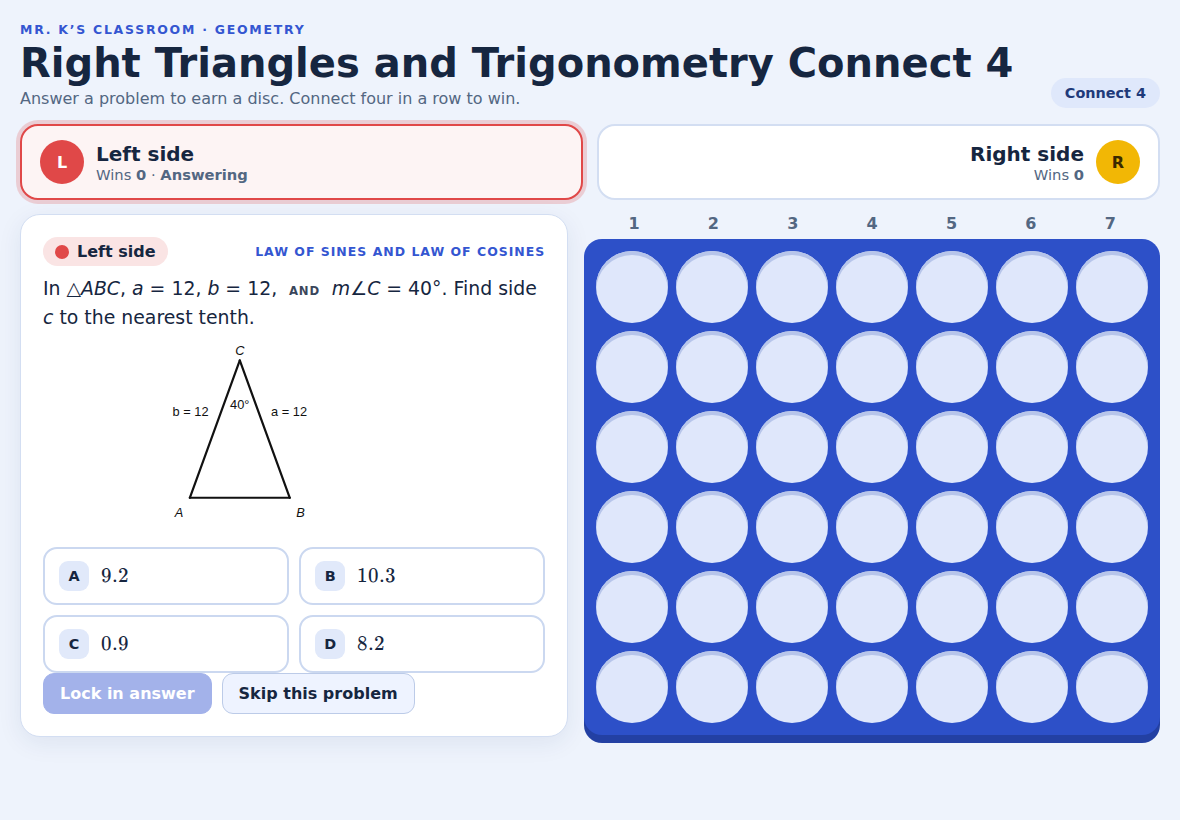 MR. K’S CLASSROOM · GEOMETRY
Right Triangles and Trigonometry Connect 4
Answer a problem to earn a disc. Connect four in a row to win.
Connect 4
L
Left side
Wins 0 · Answering
Right side
Wins 0
R
Left side
LAW OF SINES AND LAW OF COSINES
In △ABC, a = 12, b = 12, AND m∠C = 40°. Find side
c to the nearest tenth.
C
40°
b = 12
a = 12
A
B
A 9.2
B 10.3
C 0.9
D 8.2
Lock in answer
Skip this problem
1 2 3 4 5 6 7